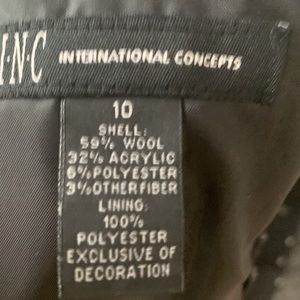 I·N·C INTERNATIONAL CONCEPTS
10
SHELL:
59% WOOL
32% ACRYLIC
6% POLYESTER
3% OTHER FIBER
LINING:
100%
POLYESTER
EXCLUSIVE OF
DECORATION